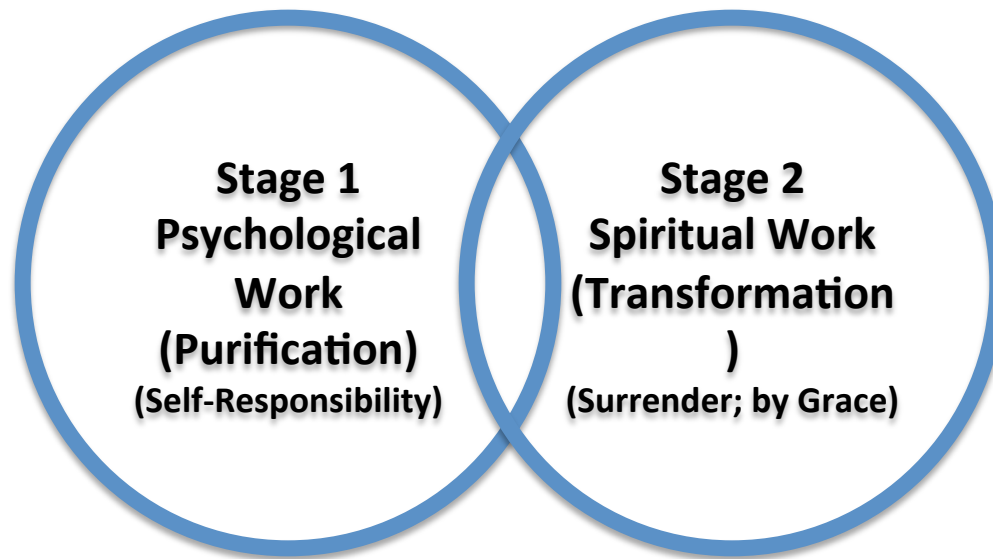 Stage 1
Psychological
Work
(Purification)
(Self-Responsibility)
Stage 2
Spiritual Work
(Transformation
)
(Surrender; by Grace)